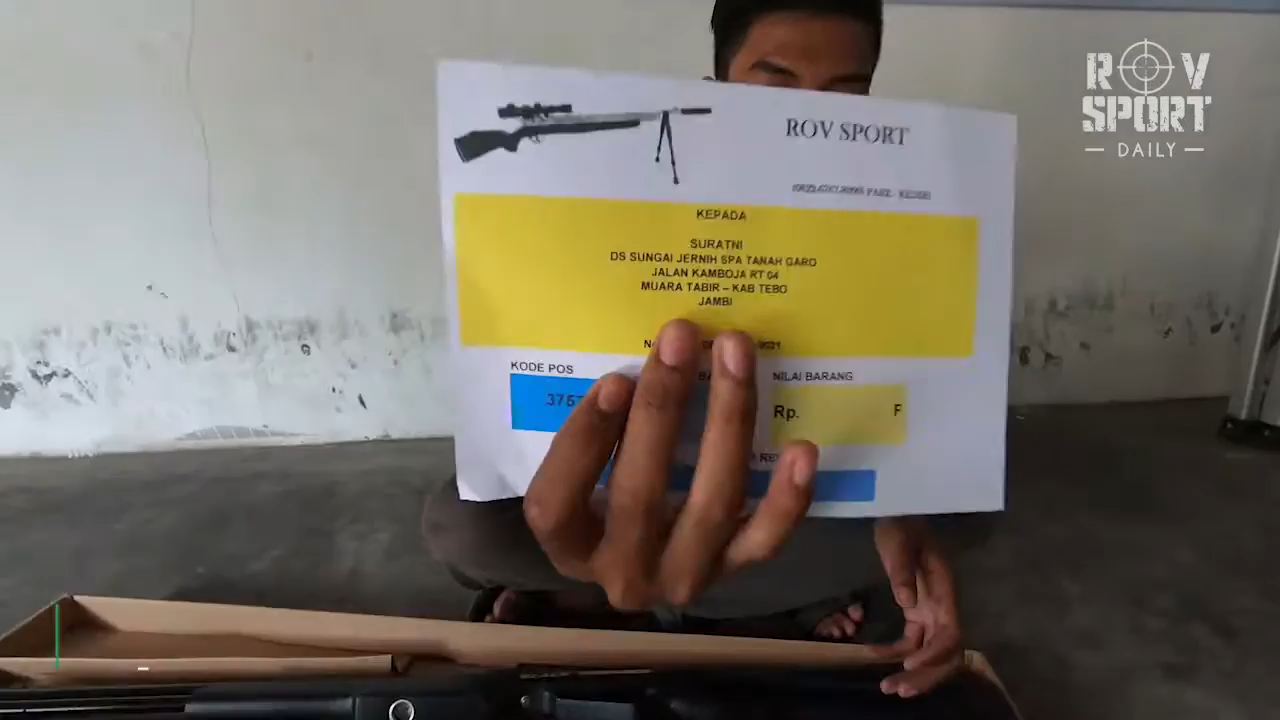 ROV
SPORT
DAILY
ROV SPORT
KEPADA
SURATNI
DS SUNGAI JERNIH SPA TANAH GARO
JALAN KAMBOJA RT 04
MUARA TABIR – KAB TEBO
JAMBI
KODE POS
NILAI BARANG
Rp.